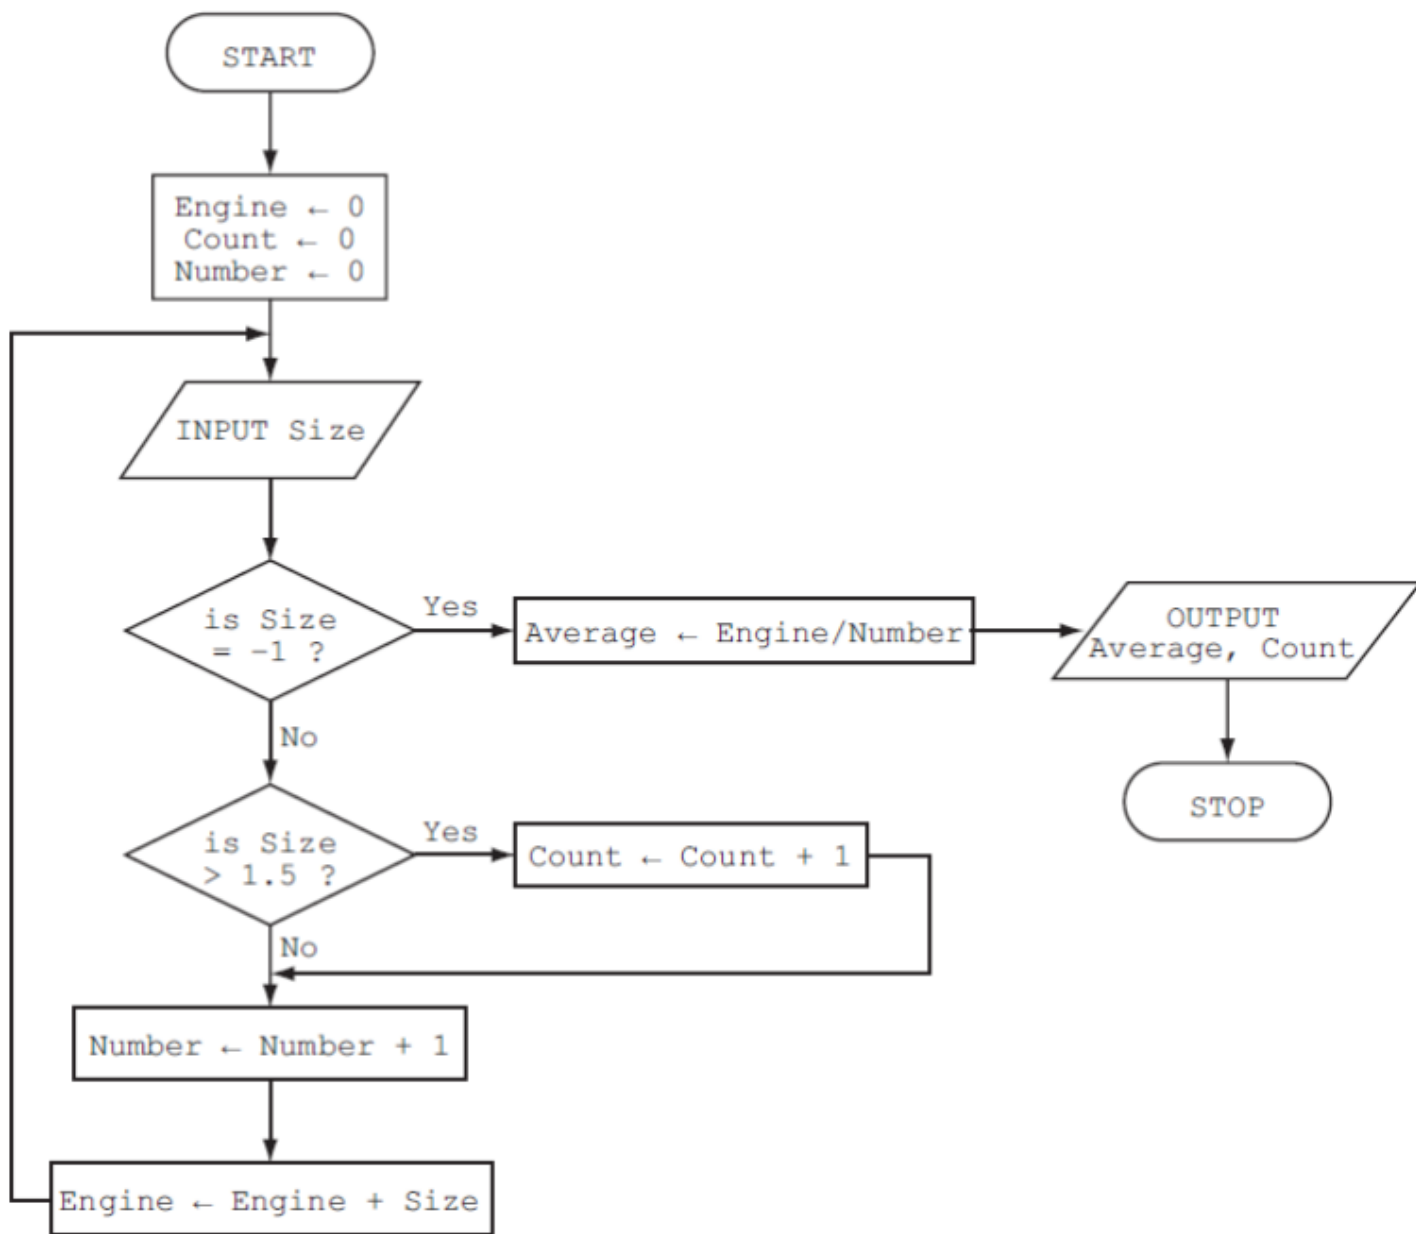 START
Engine ← 0
Count ← 0
Number ← 0
INPUT Size
is Size
= −1 ?
Yes
Average ← Engine/Number
OUTPUT
Average, Count
No
STOP
is Size
> 1.5 ?
Yes
Count ← Count + 1
No
Number ← Number + 1
Engine ← Engine + Size